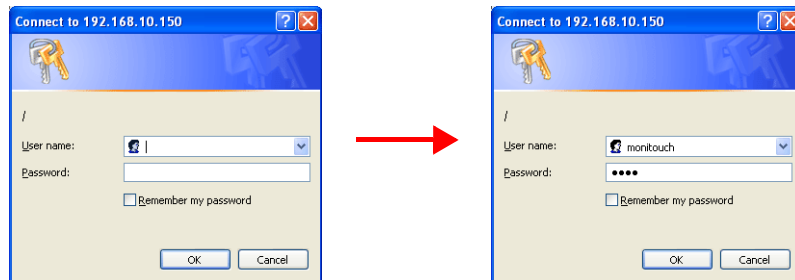 Connect to 192.168.10.150
/
User name:
Password:
Remember my password
OK Cancel
Connect to 192.168.10.150
/
User name: monitouch
Password: ••••
Remember my password
OK Cancel